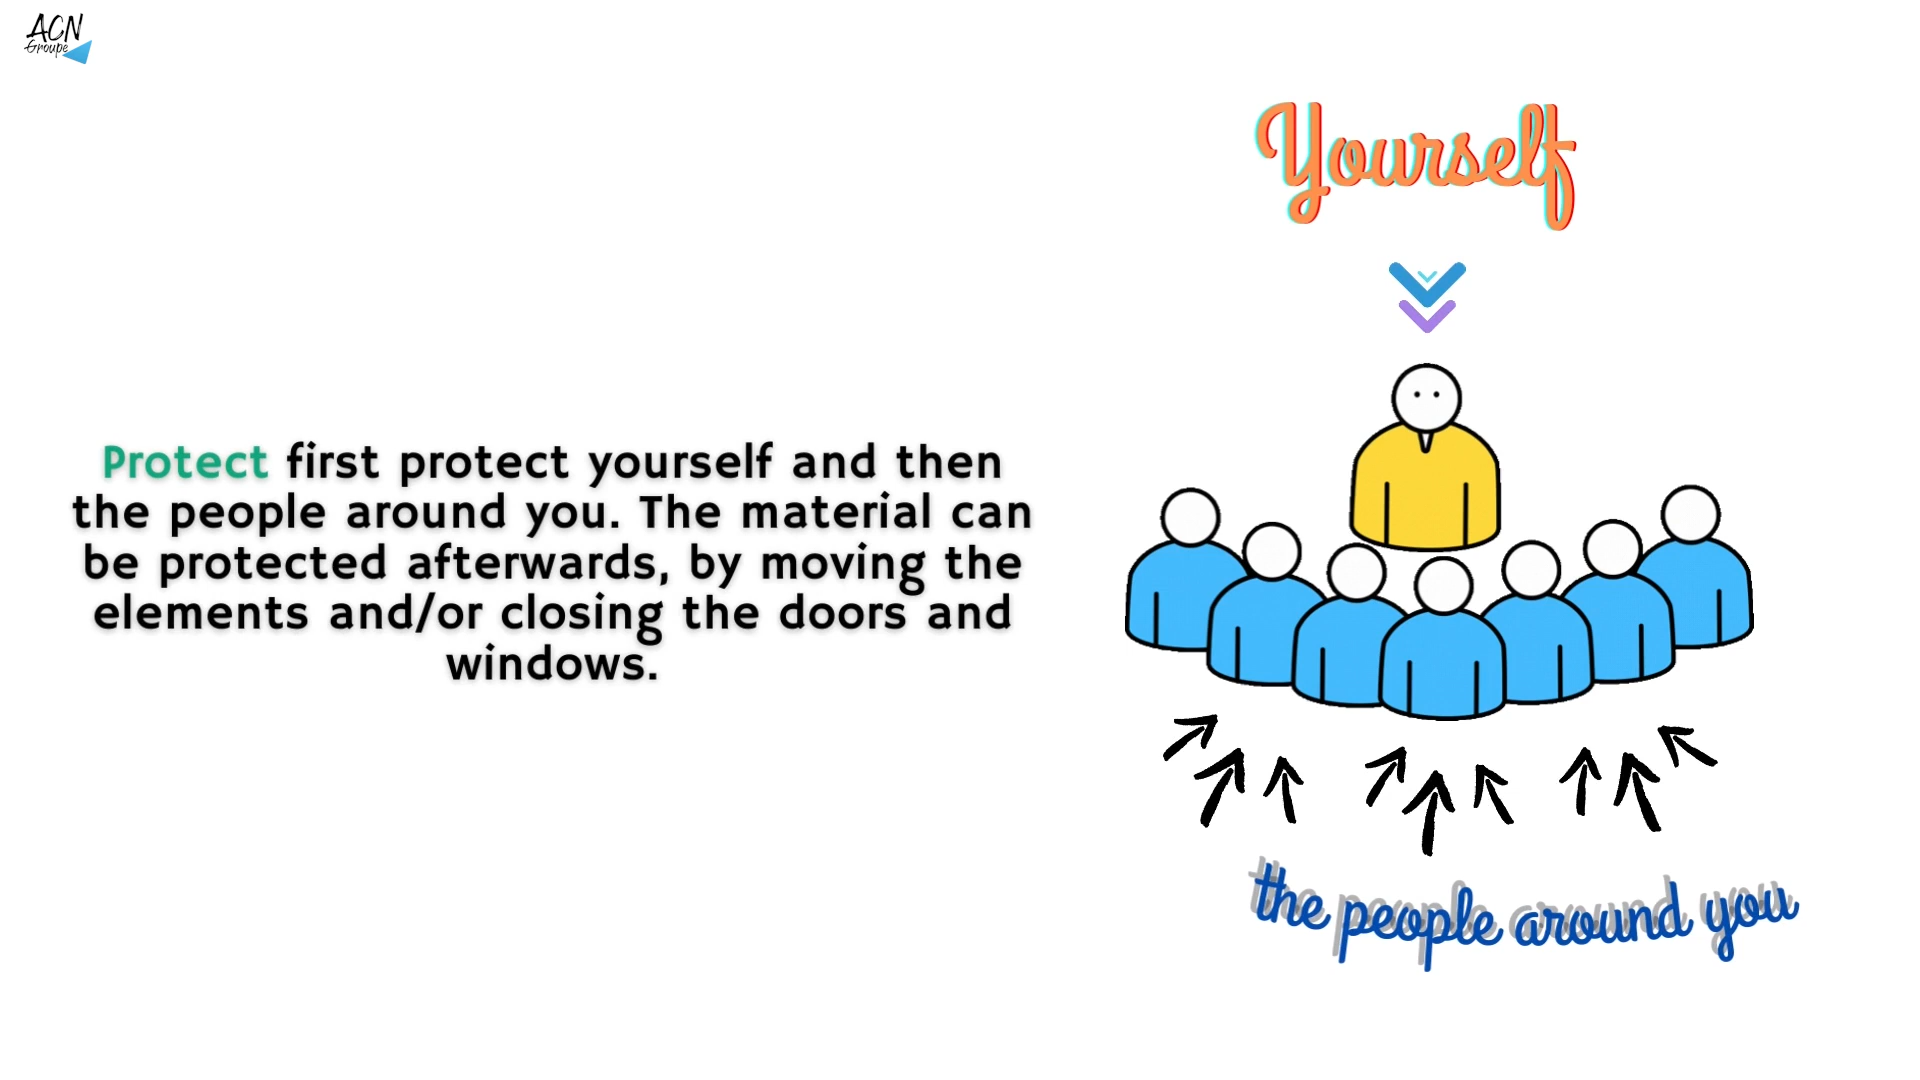 ACN
Groupe
Yourself
Protect first protect yourself and then
the people around you. The material can
be protected afterwards, by moving the
elements and/or closing the doors and
windows.
the people around you